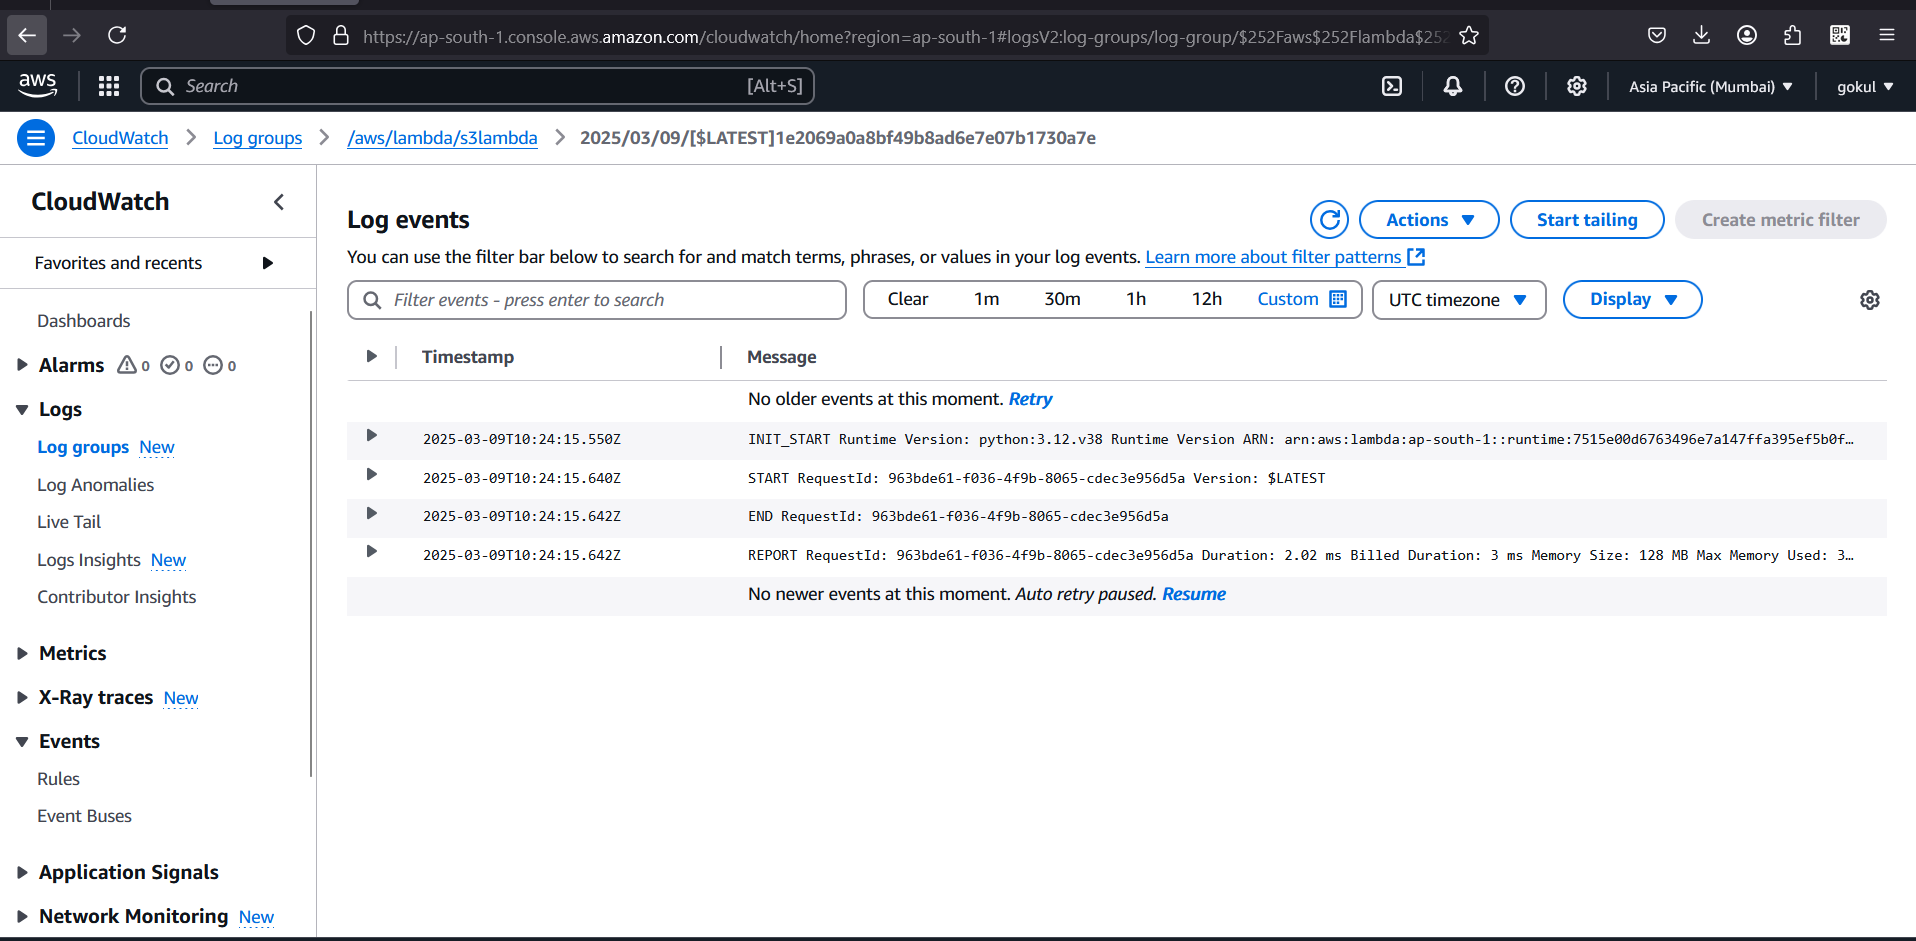 https://ap-south-1.console.aws.amazon.com/cloudwatch/home?region=ap-south-1#logsV2:log-groups/log-group/$252Faws$252Flambda$252
aws Search [Alt+S] Asia Pacific (Mumbai) gokul
CloudWatch Log groups /aws/lambda/s3lambda 2025/03/09/[$LATEST]1e2069a0a8bf49b8ad6e7e07b1730a7e
CloudWatch
Favorites and recents
Dashboards
Alarms 0 0 0
Logs
Log groups New
Log Anomalies
Live Tail
Logs Insights New
Contributor Insights
Metrics
X-Ray traces New
Events
Rules
Event Buses
Application Signals
Network Monitoring New
Log events
Actions Start tailing Create metric filter
You can use the filter bar below to search for and match terms, phrases, or values in your log events. Learn more about filter patterns
Filter events - press enter to search Clear 1m 30m 1h 12h Custom UTC timezone Display
Timestamp Message
No older events at this moment. Retry
2025-03-09T10:24:15.550Z INIT_START Runtime Version: python:3.12.v38 Runtime Version ARN: arn:aws:lambda:ap-south-1::runtime:7515e00d6763496e7a147ffa395ef5b0f…
2025-03-09T10:24:15.640Z START RequestId: 963bde61-f036-4f9b-8065-cdec3e956d5a Version: $LATEST
2025-03-09T10:24:15.642Z END RequestId: 963bde61-f036-4f9b-8065-cdec3e956d5a
2025-03-09T10:24:15.642Z REPORT RequestId: 963bde61-f036-4f9b-8065-cdec3e956d5a Duration: 2.02 ms Billed Duration: 3 ms Memory Size: 128 MB Max Memory Used: 3…
No newer events at this moment. Auto retry paused. Resume